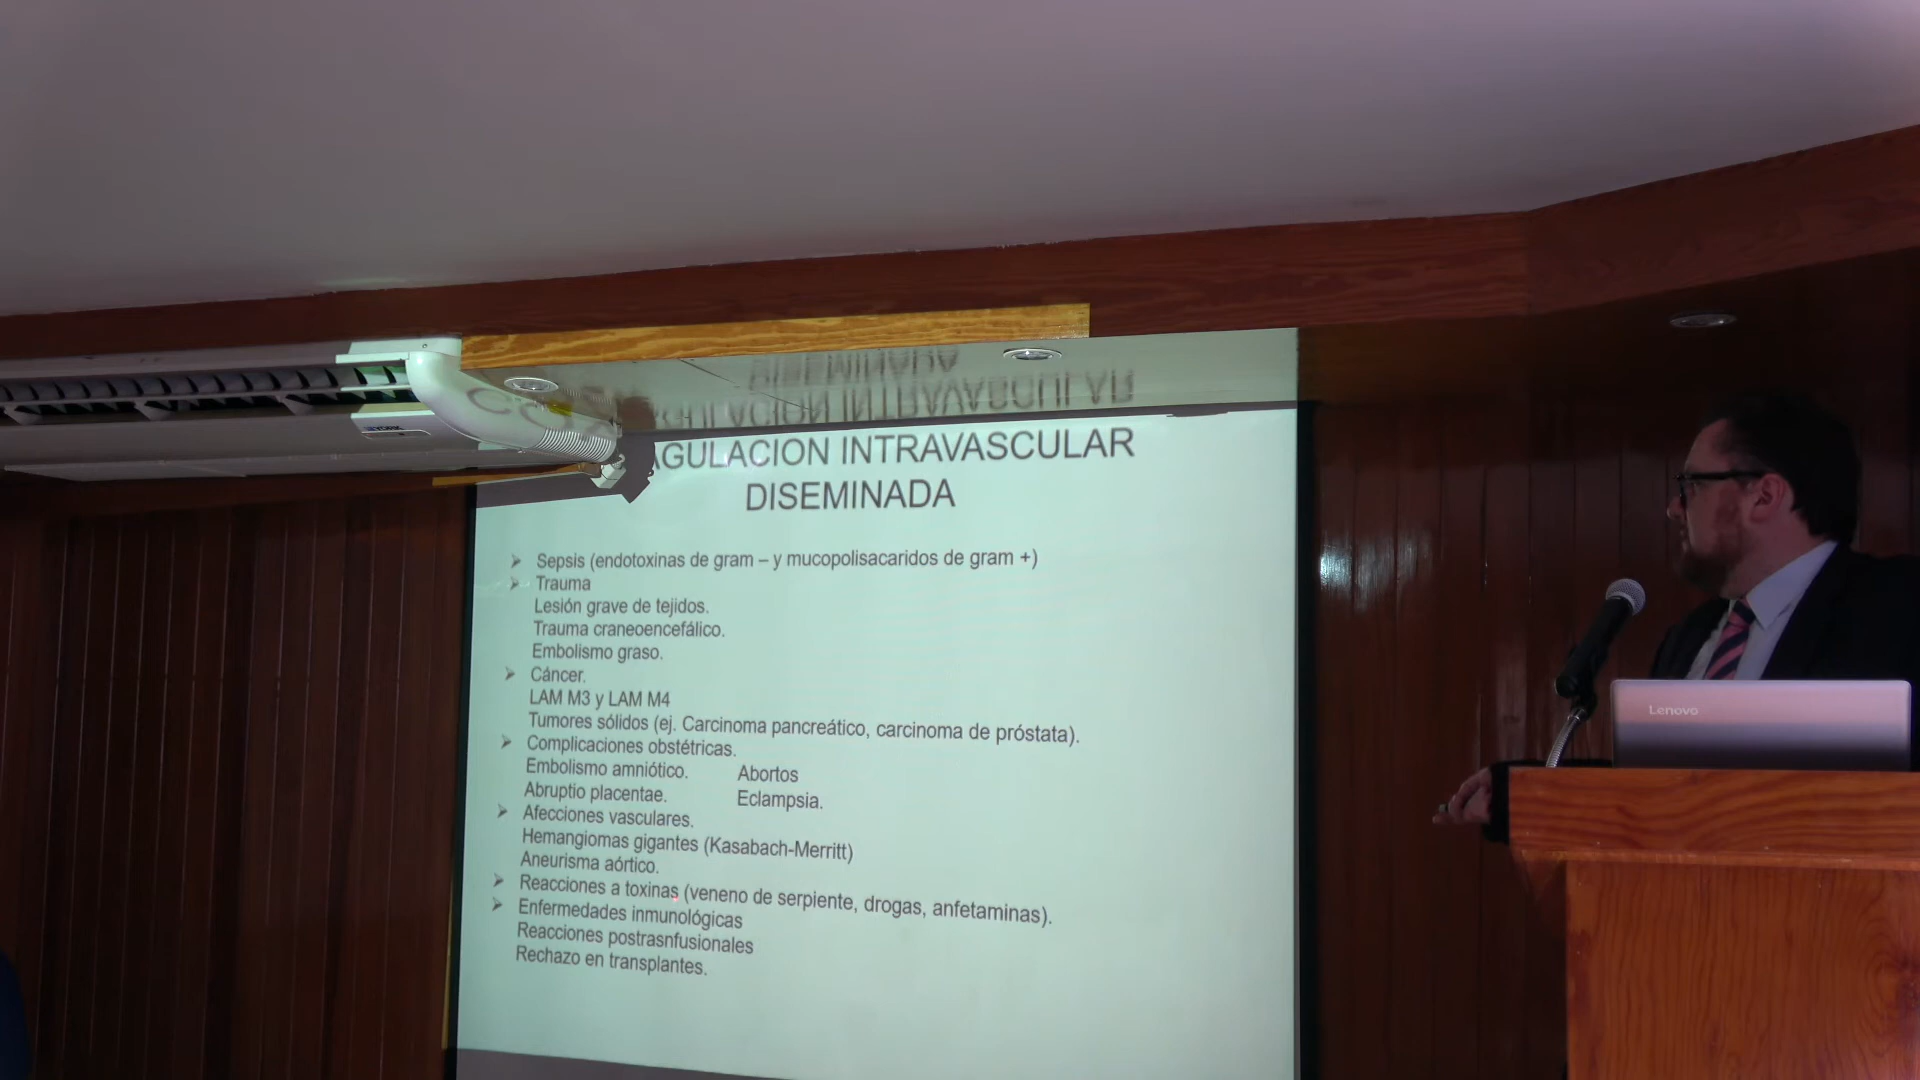 AGULACION INTRAVASCULAR
DISEMINADA
Sepsis (endotoxinas de gram – y mucopolisacaridos de gram +)
Trauma
Lesión grave de tejidos.
Trauma craneoencefálico.
Embolismo graso.
Cáncer.
LAM M3 y LAM M4
Tumores sólidos (ej. Carcinoma pancreático, carcinoma de próstata).
Complicaciones obstétricas.
Embolismo amniótico. Abortos
Abruptio placentae. Eclampsia.
Afecciones vasculares.
Hemangiomas gigantes (Kasabach-Merritt)
Aneurisma aórtico.
Reacciones a toxinas (veneno de serpiente, drogas, anfetaminas).
Enfermedades inmunológicas
Reacciones postrasnfusionales
Rechazo en transplantes.
YORK
Lenovo